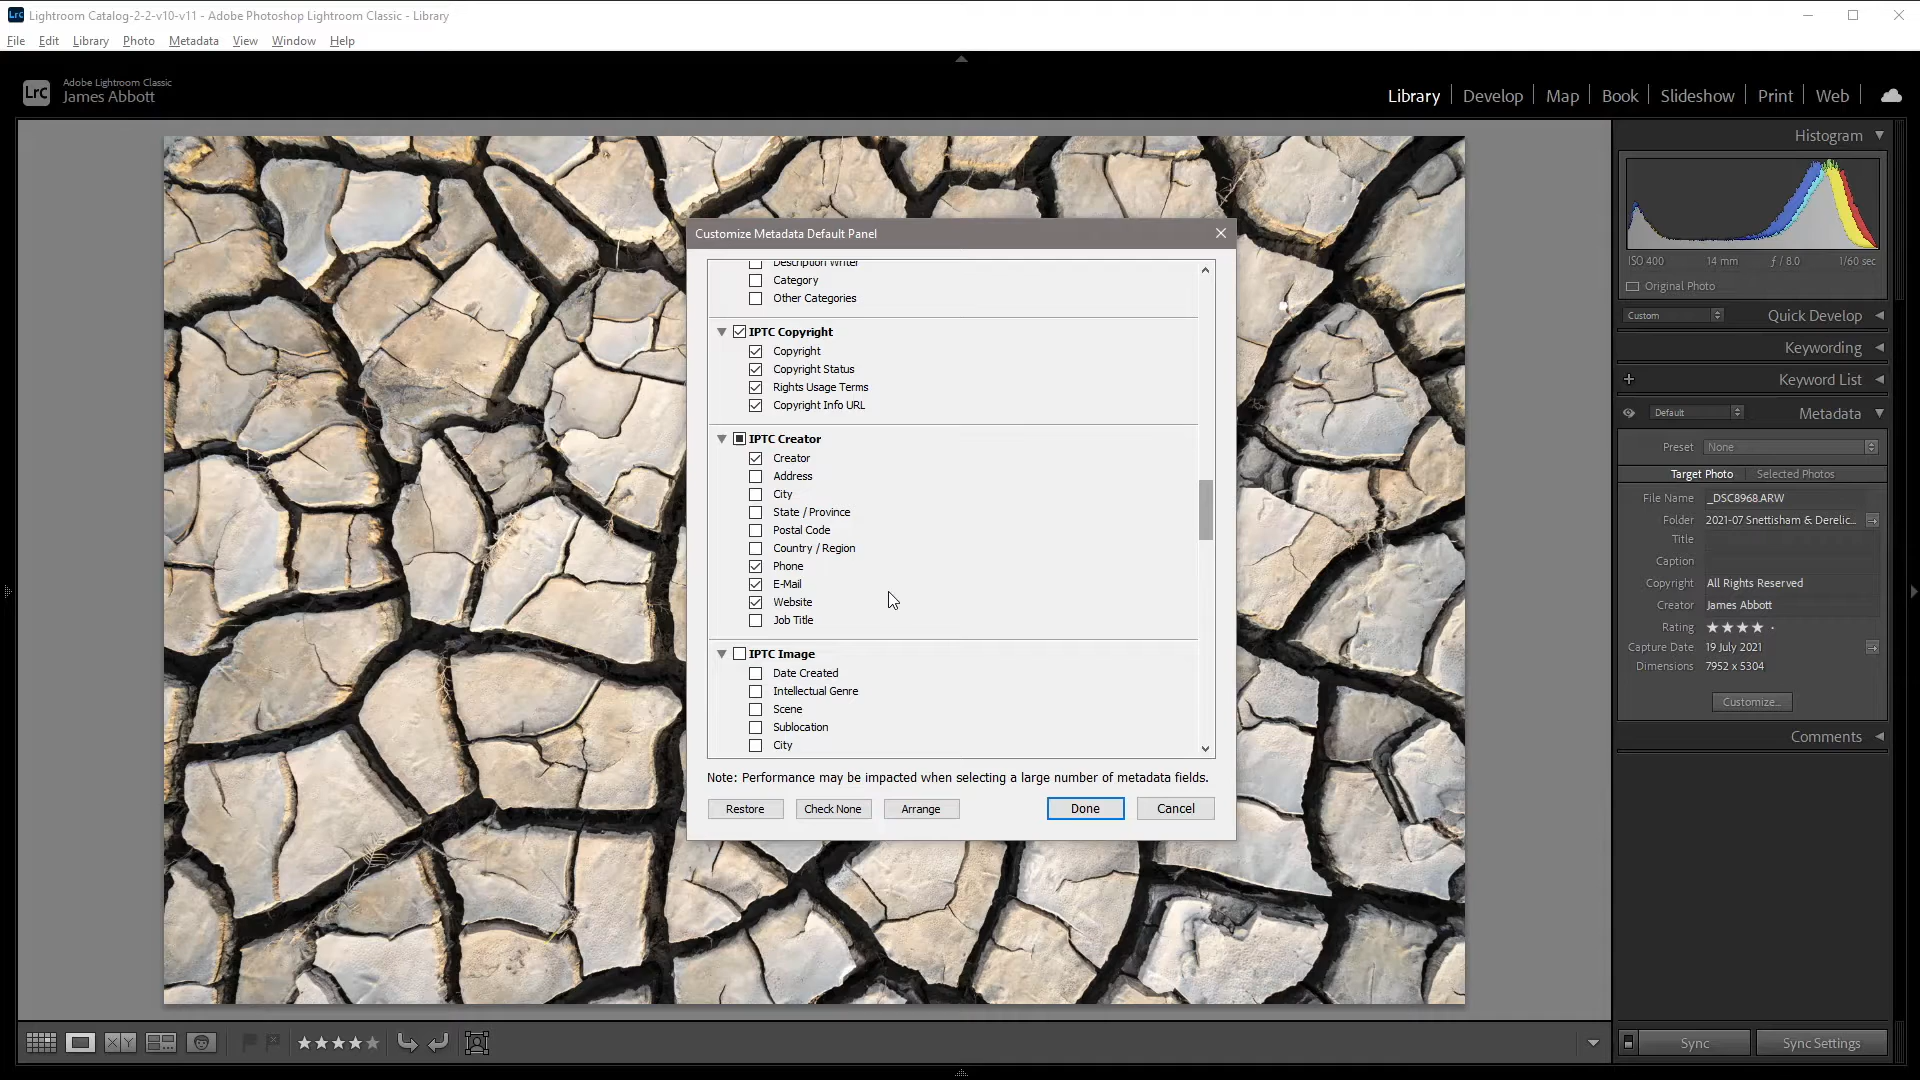 Lrc Lightroom Catalog-2-2-v10-v11 - Adobe Photoshop Lightroom Classic - Library
File Edit Library Photo Metadata View Window Help
LrC
Adobe Lightroom Classic
James Abbott
Library Develop Map Book Slideshow Print Web
Histogram
ISO 400 14 mm ƒ / 8.0 1/60 sec
Original Photo
Custom Quick Develop
Keywording
Keyword List
Default Metadata
Preset None
Target Photo Selected Photos
File Name _DSC8968.ARW
Folder 2021-07 Snettisham & Derelic...
Title
Caption
Copyright All Rights Reserved
Creator James Abbott
Rating ★★★★
Capture Date 19 July 2021
Dimensions 7952 x 5304
Customize...
Comments
Customize Metadata Default Panel
Description Writer
Category
Other Categories
IPTC Copyright
Copyright
Copyright Status
Rights Usage Terms
Copyright Info URL
IPTC Creator
Creator
Address
City
State / Province
Postal Code
Country / Region
Phone
E-Mail
Website
Job Title
IPTC Image
Date Created
Intellectual Genre
Scene
Sublocation
City
Note: Performance may be impacted when selecting a large number of metadata fields.
Restore Check None Arrange Done Cancel
X Y
Sync Sync Settings